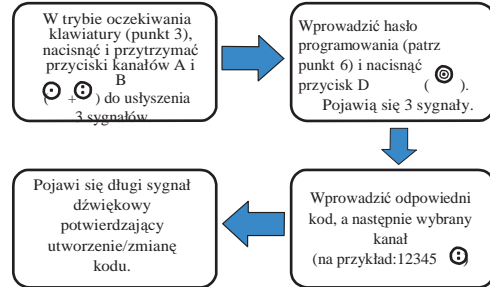 W trybie oczekiwania
klawiatury (punkt 3),
nacisnąć i przytrzymać
przyciski kanałów A i
B
( + ) do usłyszenia
3 sygnałów
Wprowadzić hasło
programowania (patrz
punkt 6) i nacisnąć
przycisk D ( ).
Pojawią się 3 sygnały.
Wprowadzić odpowiedni
kod, a następnie wybrany
kanał
(na przykład:12345 )
Pojawi się długi sygnał
dźwiękowy
potwierdzający
utworzenie/zmianę
kodu.